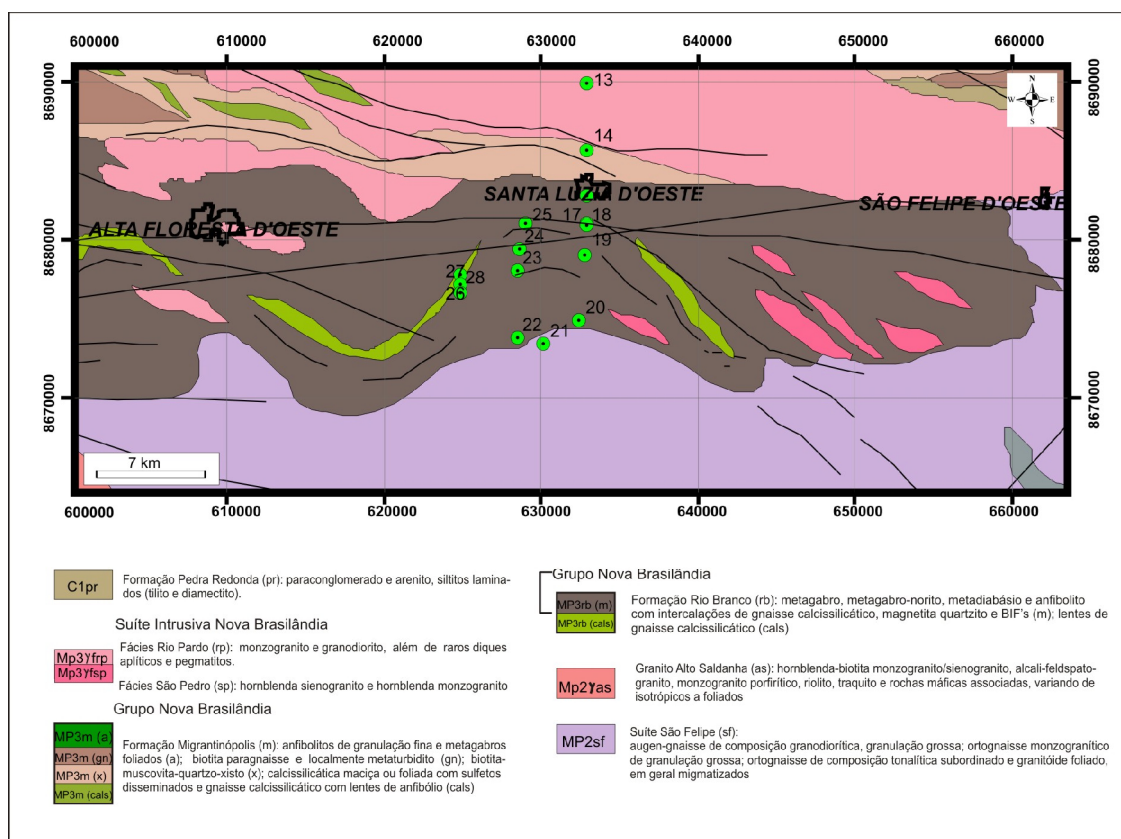 600000 610000 620000 630000 640000 650000 660000
8690000 8690000
13
N
W E
S
14
SANTA LUZIA D'OESTE
SÃO FELIPE D'OESTE
25 17 18
ALTA FLORESTA D'OESTE
24 19
8680000 8680000
23
27
28
26
20
22 21
8670000 8670000
7 km
600000 610000 620000 630000 640000 650000 660000
C1pr
Formação Pedra Redonda (pr): paraconglomerado e arenito, siltitos lamina-
dos (tilito e diamectito).
Suíte Intrusiva Nova Brasilândia
Mp3γfrp
Mp3γfsp
Fácies Rio Pardo (rp): monzogranito e granodiorito, além de raros diques
aplíticos e pegmatitos.
Fácies São Pedro (sp): hornblenda sienogranito e hornblenda monzogranito
Grupo Nova Brasilândia
MP3m (a)
MP3m (gn)
MP3m (x)
MP3m (cals)
Formação Migrantinópolis (m): anfibolitos de granulação fina e metagabros
foliados (a); biotita paragnaisse e localmente metaturbidito (gn); biotita-
muscovita-quartzo-xisto (x); calcissilicática maciça ou foliada com sulfetos
disseminados e gnaisse calcissilicático com lentes de anfibólio (cals)
Grupo Nova Brasilândia
MP3rb (m)
MP3rb (cals)
Formação Rio Branco (rb): metagabro, metagabro-norito, metadiabásio e anfibolito
com intercalações de gnaisse calcissilicático, magnetita quartzito e BIF's (m); lentes de
gnaisse calcissilicático (cals)
Mp2γas
Granito Alto Saldanha (as): hornblenda-biotita monzogranito/sienogranito, alcali-feldspato-
granito, monzogranito porfirítico, riolito, traquito e rochas máficas associadas, variando de
isotrópicos a foliados
MP2sf
Suíte São Felipe (sf):
augen-gnaisse de composição granodiorítica, granulação grossa; ortognaisse monzogranítico
de granulação grossa; ortognaisse de composição tonalítica subordinado e granitóide foliado,
em geral migmatizados